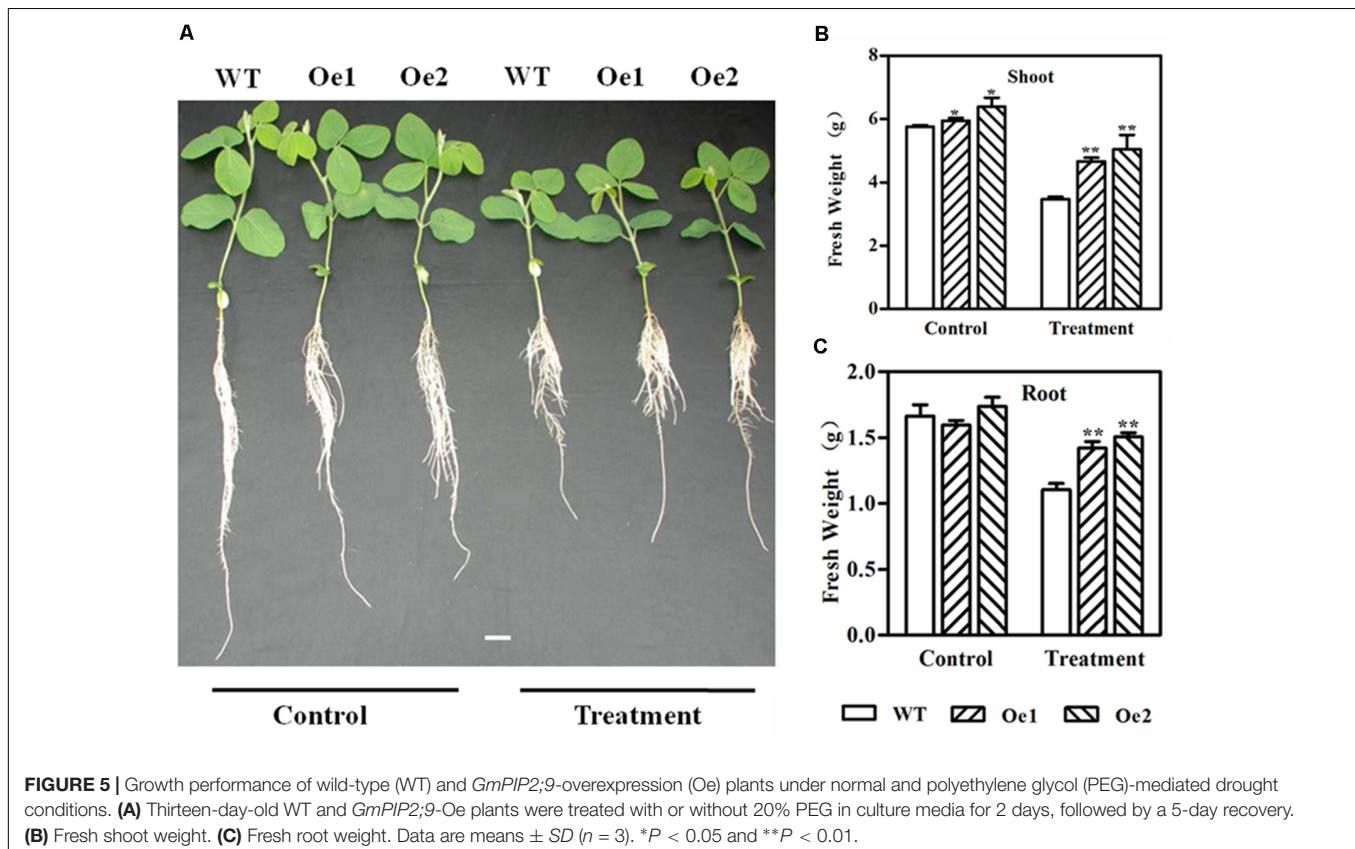 A
WT Oe1 Oe2 WT Oe1 Oe2
Control Treatment
B
Shoot
Fresh Weight (g)
8
6
4
2
0
* * ** **
Control Treatment
C
Root
Fresh Weight (g)
2.0
1.5
1.0
0.5
0.0
** **
Control Treatment
WT Oe1 Oe2
FIGURE 5 | Growth performance of wild-type (WT) and GmPIP2;9-overexpression (Oe) plants under normal and polyethylene glycol (PEG)-mediated drought
conditions. (A) Thirteen-day-old WT and GmPIP2;9-Oe plants were treated with or without 20% PEG in culture media for 2 days, followed by a 5-day recovery.
(B) Fresh shoot weight. (C) Fresh root weight. Data are means ± SD (n = 3). *P < 0.05 and **P < 0.01.